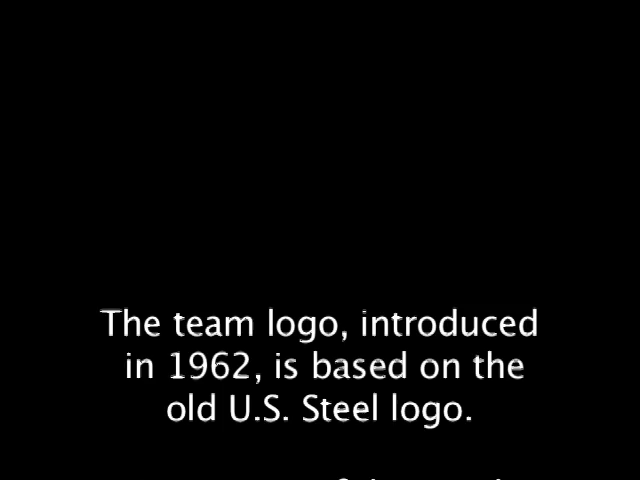 The team logo, introduced
in 1962, is based on the
old U.S. Steel logo.